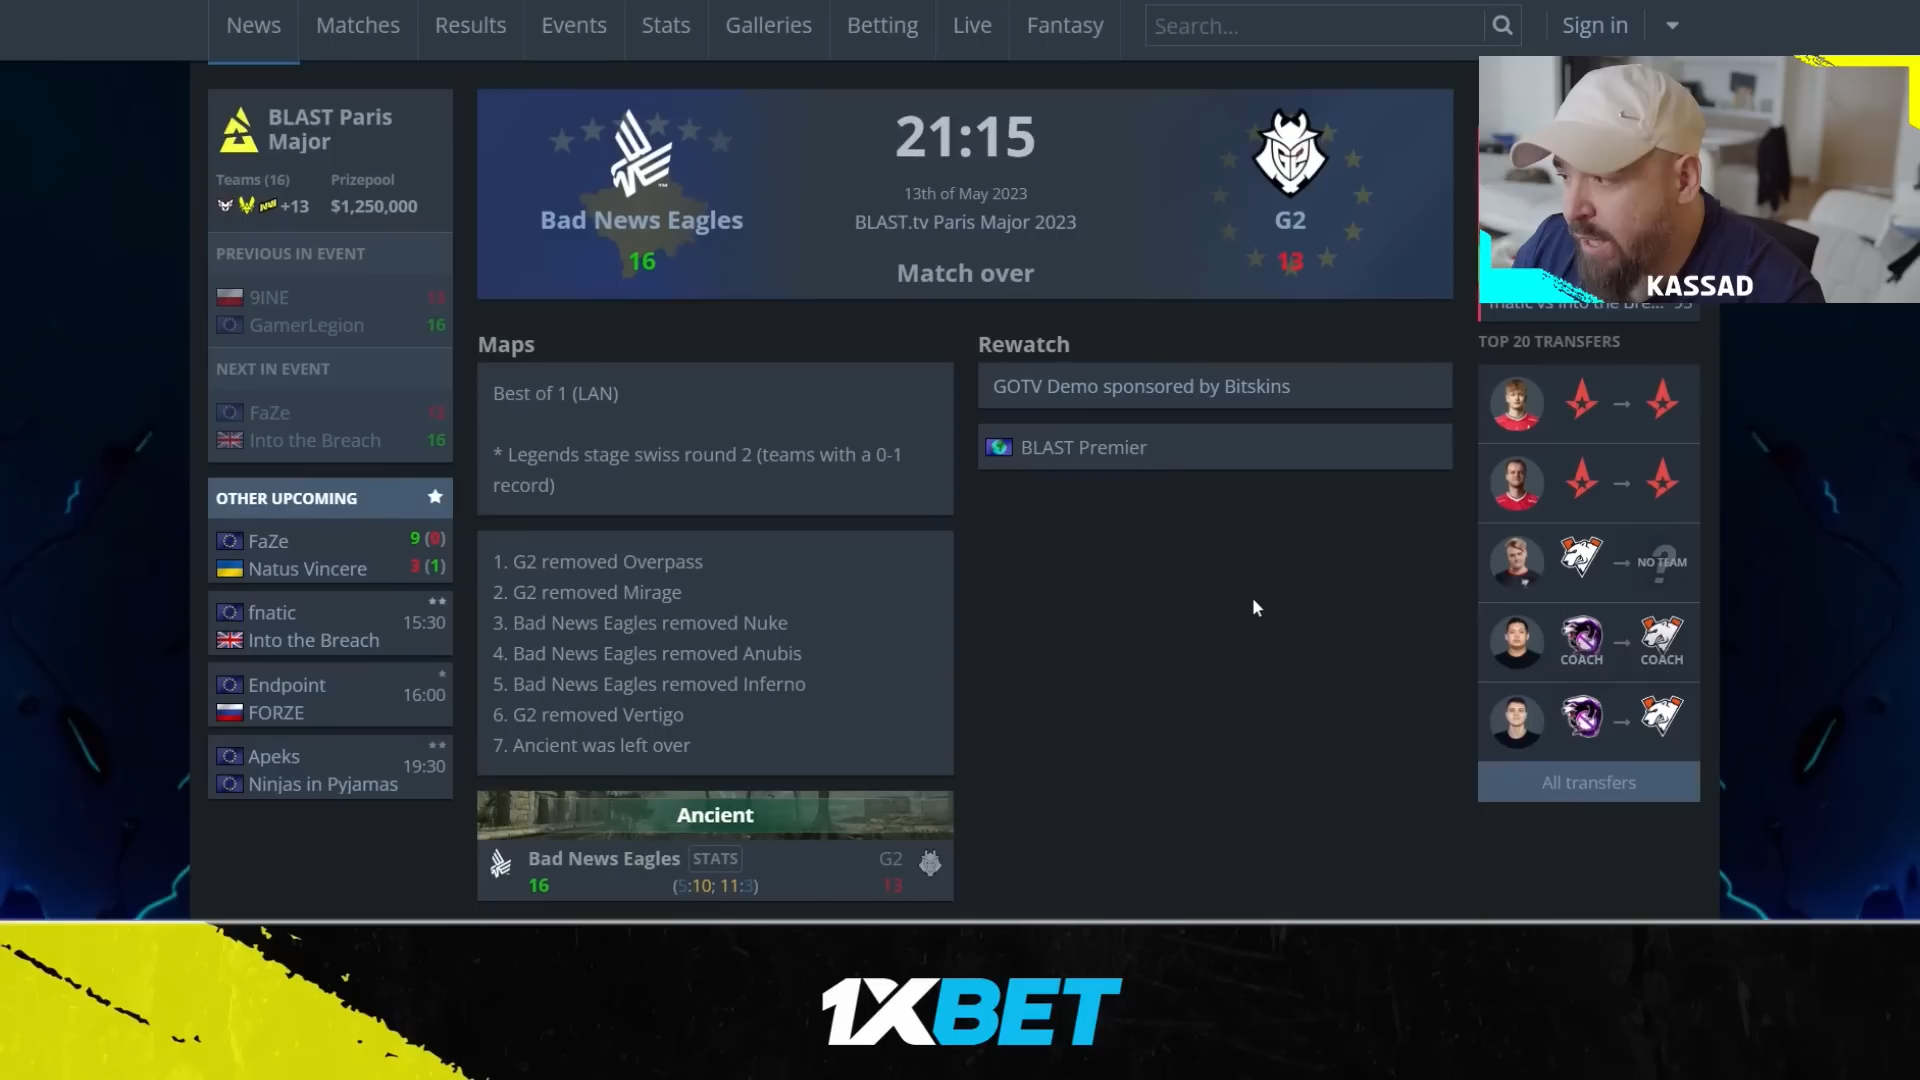 News
Matches
Results
Events
Stats
Galleries
Betting
Live
Fantasy
Search...
Sign in
BLAST Paris
Major
Teams (16)
Prizepool
+13
$1,250,000
PREVIOUS IN EVENT
9INE
13
GamerLegion
16
NEXT IN EVENT
FaZe
Into the Breach
16
OTHER UPCOMING
FaZe
9 (0)
Natus Vincere
3 (1)
fnatic
15:30
Into the Breach
Endpoint
16:00
FORZE
Apeks
19:30
Ninjas in Pyjamas
Bad News Eagles
16
21:15
13th of May 2023
BLAST.tv Paris Major 2023
Match over
G2
13
Maps
Best of 1 (LAN)
* Legends stage swiss round 2 (teams with a 0-1
record)
1. G2 removed Overpass
2. G2 removed Mirage
3. Bad News Eagles removed Nuke
4. Bad News Eagles removed Anubis
5. Bad News Eagles removed Inferno
6. G2 removed Vertigo
7. Ancient was left over
Ancient
Bad News Eagles
STATS
G2
16
(5:10; 11:3)
13
Rewatch
GOTV Demo sponsored by Bitskins
BLAST Premier
KASSAD
TOP 20 TRANSFERS
NO TEAM
COACH
COACH
All transfers
1XBET